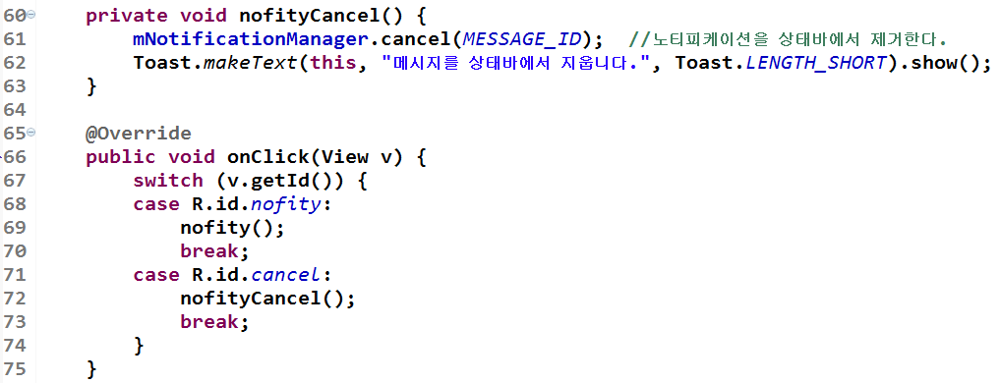 60 private void nofityCancel() {
61 mNotificationManager.cancel(MESSAGE_ID); //노티피케이션을 상태바에서 제거한다.
62 Toast.makeText(this, "메시지를 상태바에서 지웁니다.", Toast.LENGTH_SHORT).show();
63 }
64
65 @Override
66 public void onClick(View v) {
67 switch (v.getId()) {
68 case R.id.nofity:
69 nofity();
70 break;
71 case R.id.cancel:
72 nofityCancel();
73 break;
74 }
75 }